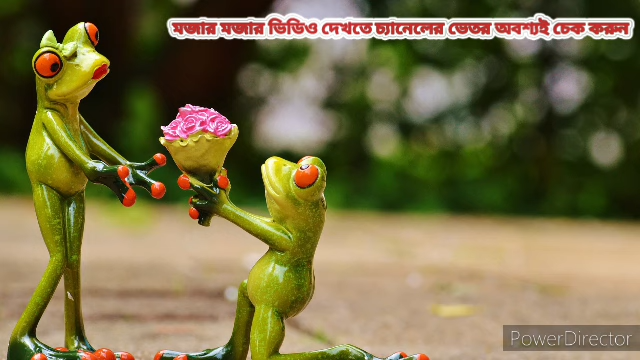 মজার মজার ভিডিও দেখতে চ্যানেলের ভেতর অবশ্যই চেক করুন
PowerDirector